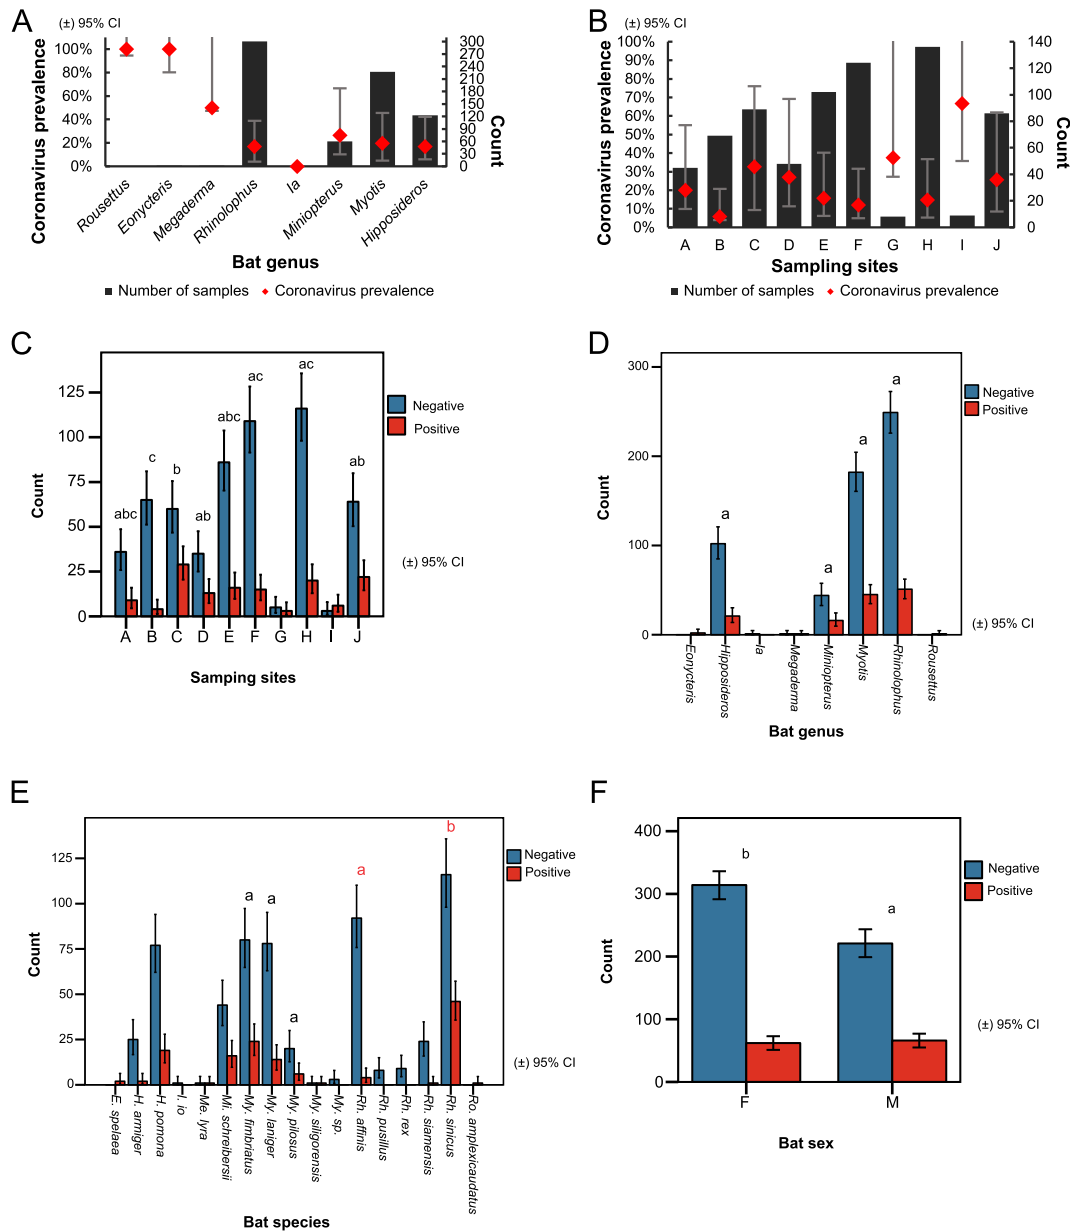 A
(±) 95% CI
Coronavirus prevalence
100%
80%
60%
40%
20%
0%
300
270
240
210
180
150
120
90
60
30
0
Count
Rousettus
Eonycteris
Megaderma
Rhinolophus
Ia
Miniopterus
Myotis
Hipposideros
Bat genus
Number of samples
Coronavirus prevalence
B
(±) 95% CI
Coronavirus prevalence
100%
90%
80%
70%
60%
50%
40%
30%
20%
10%
0%
140
120
100
80
60
40
20
0
Count
A B C D E F G H I J
Sampling sites
Number of samples
Coronavirus prevalence
C
Count
125
100
75
50
25
0
abc
c
b
ab
abc
ac
ac
ab
Negative
Positive
(±) 95% CI
A B C D E F G H I J
Samping sites
D
Count
300
200
100
0
a
a
a
a
Negative
Positive
(±) 95% CI
Eonycteris
Hipposideros
Ia
Megaderma
Miniopterus
Myotis
Rhinolophus
Rousettus
Bat genus
E
Count
125
100
75
50
25
0
a
a
a
a
b
Negative
Positive
(±) 95% CI
E. spelaea
H. armiger
H. pomona
I. io
Me. lyra
Mi. schreibersii
My. fimbriatus
My. laniger
My. pilosus
My. siligorensis
My. sp.
Rh. affinis
Rh. pusillus
Rh. rex
Rh. siamensis
Rh. sinicus
Ro. amplexicaudatus
Bat species
F
Count
400
300
200
100
0
b
a
Negative
Positive
(±) 95% CI
F M
Bat sex